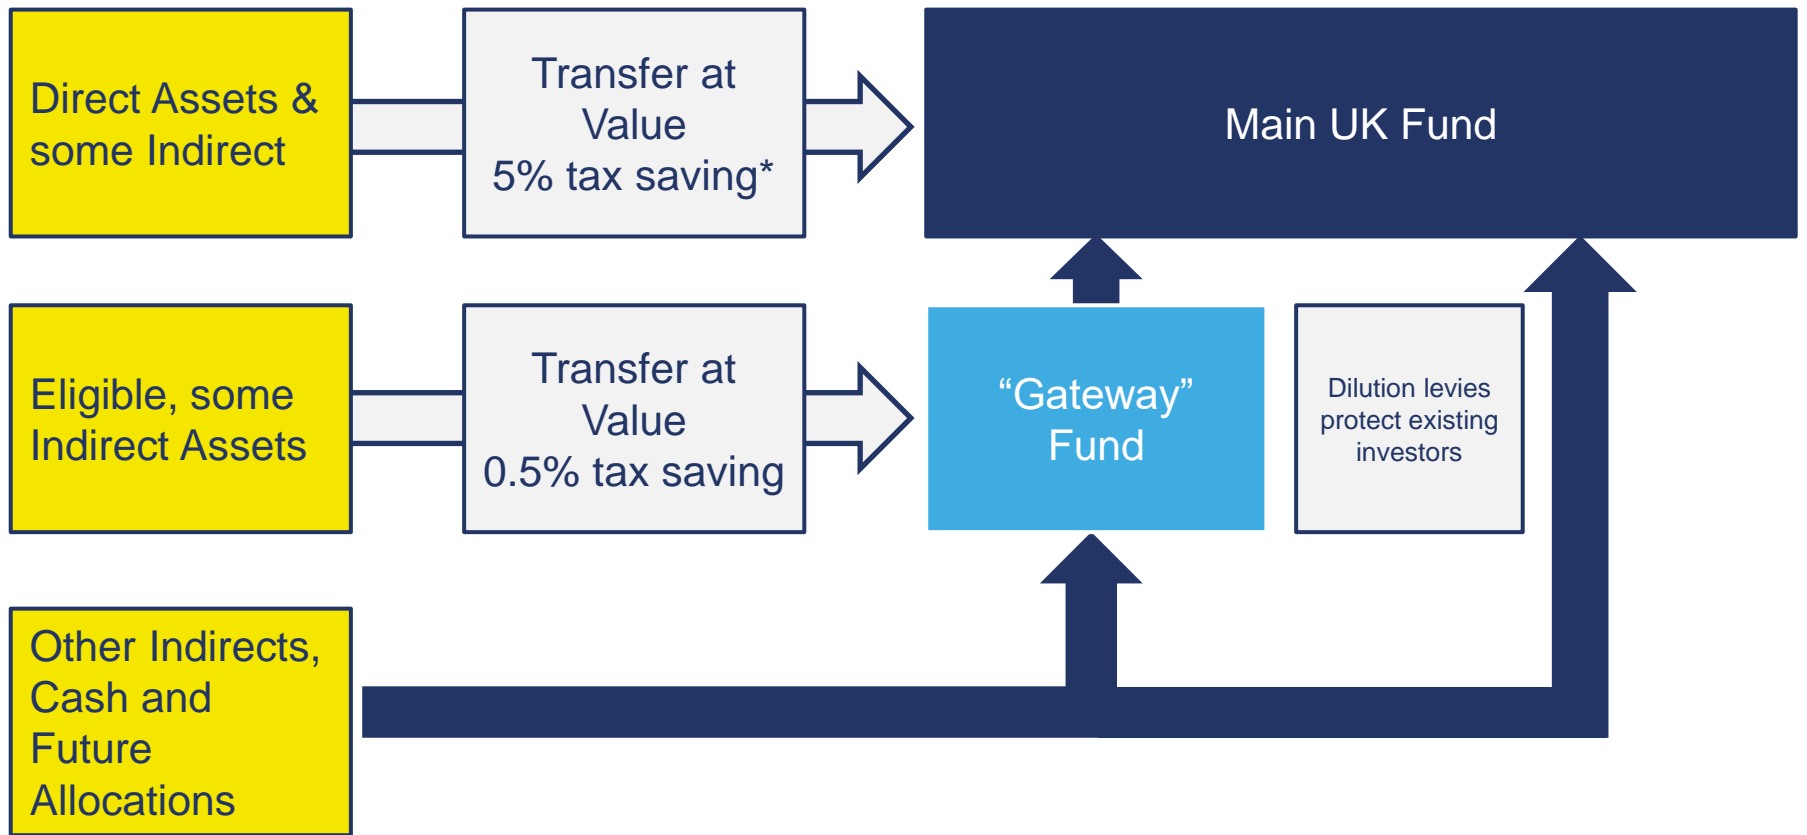 Direct Assets &
some Indirect
Transfer at
Value
5% tax saving*
Main UK Fund
Eligible, some
Indirect Assets
Transfer at
Value
0.5% tax saving
“Gateway”
Fund
Dilution levies
protect existing
investors
Other Indirects,
Cash and
Future
Allocations